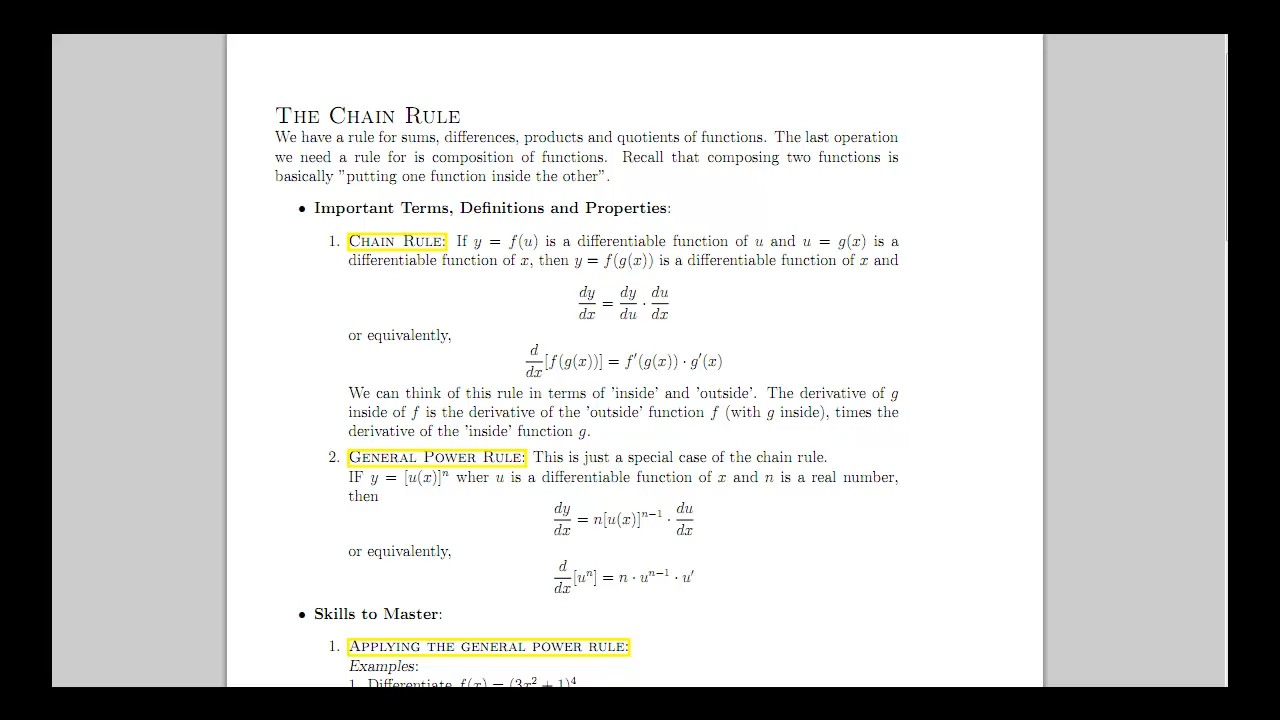 THE CHAIN RULE
We have a rule for sums, differences, products and quotients of functions. The last operation
we need a rule for is composition of functions. Recall that composing two functions is
basically ”putting one function inside the other”.
• Important Terms, Definitions and Properties:
1. CHAIN RULE: If y = f(u) is a differentiable function of u and u = g(x) is a
differentiable function of x, then y = f(g(x)) is a differentiable function of x and
dy/dx = dy/du · du/dx
or equivalently,
d/dx [f(g(x))] = f′(g(x)) · g′(x)
We can think of this rule in terms of ’inside’ and ’outside’. The derivative of g
inside of f is the derivative of the ’outside’ function f (with g inside), times the
derivative of the ’inside’ function g.
2. GENERAL POWER RULE: This is just a special case of the chain rule.
IF y = [u(x)]ⁿ wher u is a differentiable function of x and n is a real number,
then
dy/dx = n[u(x)]ⁿ⁻¹ · du/dx
or equivalently,
d/dx [uⁿ] = n · uⁿ⁻¹ · u′
• Skills to Master:
1. APPLYING THE GENERAL POWER RULE:
Examples:
1. Differentiate f(x) = (3x² + 1)⁴